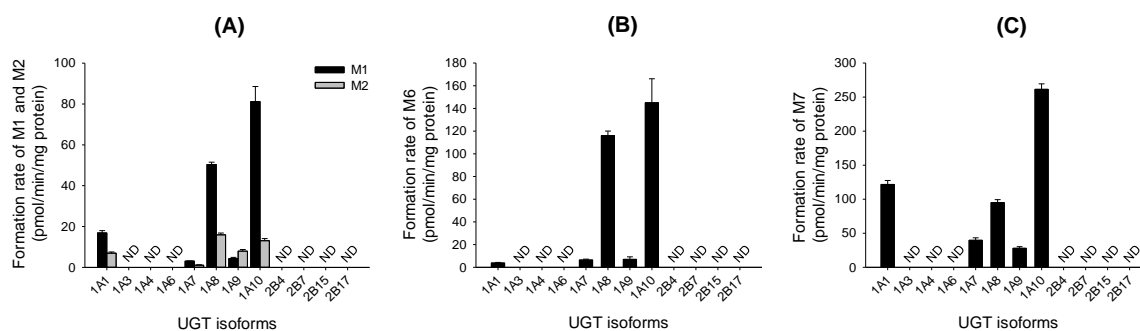 (A)
Formation rate of M1 and M2
(pmol/min/mg protein)
100
80
60
40
20
0
M1
M2
ND ND ND ND ND ND ND
1A1 1A3 1A4 1A6 1A7 1A8 1A9 1A10 2B4 2B7 2B15 2B17
UGT isoforms
(B)
Formation rate of M6
(pmol/min/mg protein)
180
160
140
120
100
80
60
40
20
0
ND ND ND ND ND ND ND
1A1 1A3 1A4 1A6 1A7 1A8 1A9 1A10 2B4 2B7 2B15 2B17
UGT isoforms
(C)
Formation rate of M7
(pmol/min/mg protein)
300
250
200
150
100
50
0
ND ND ND ND ND ND ND
1A1 1A3 1A4 1A6 1A7 1A8 1A9 1A10 2B4 2B7 2B15 2B17
UGT isoforms